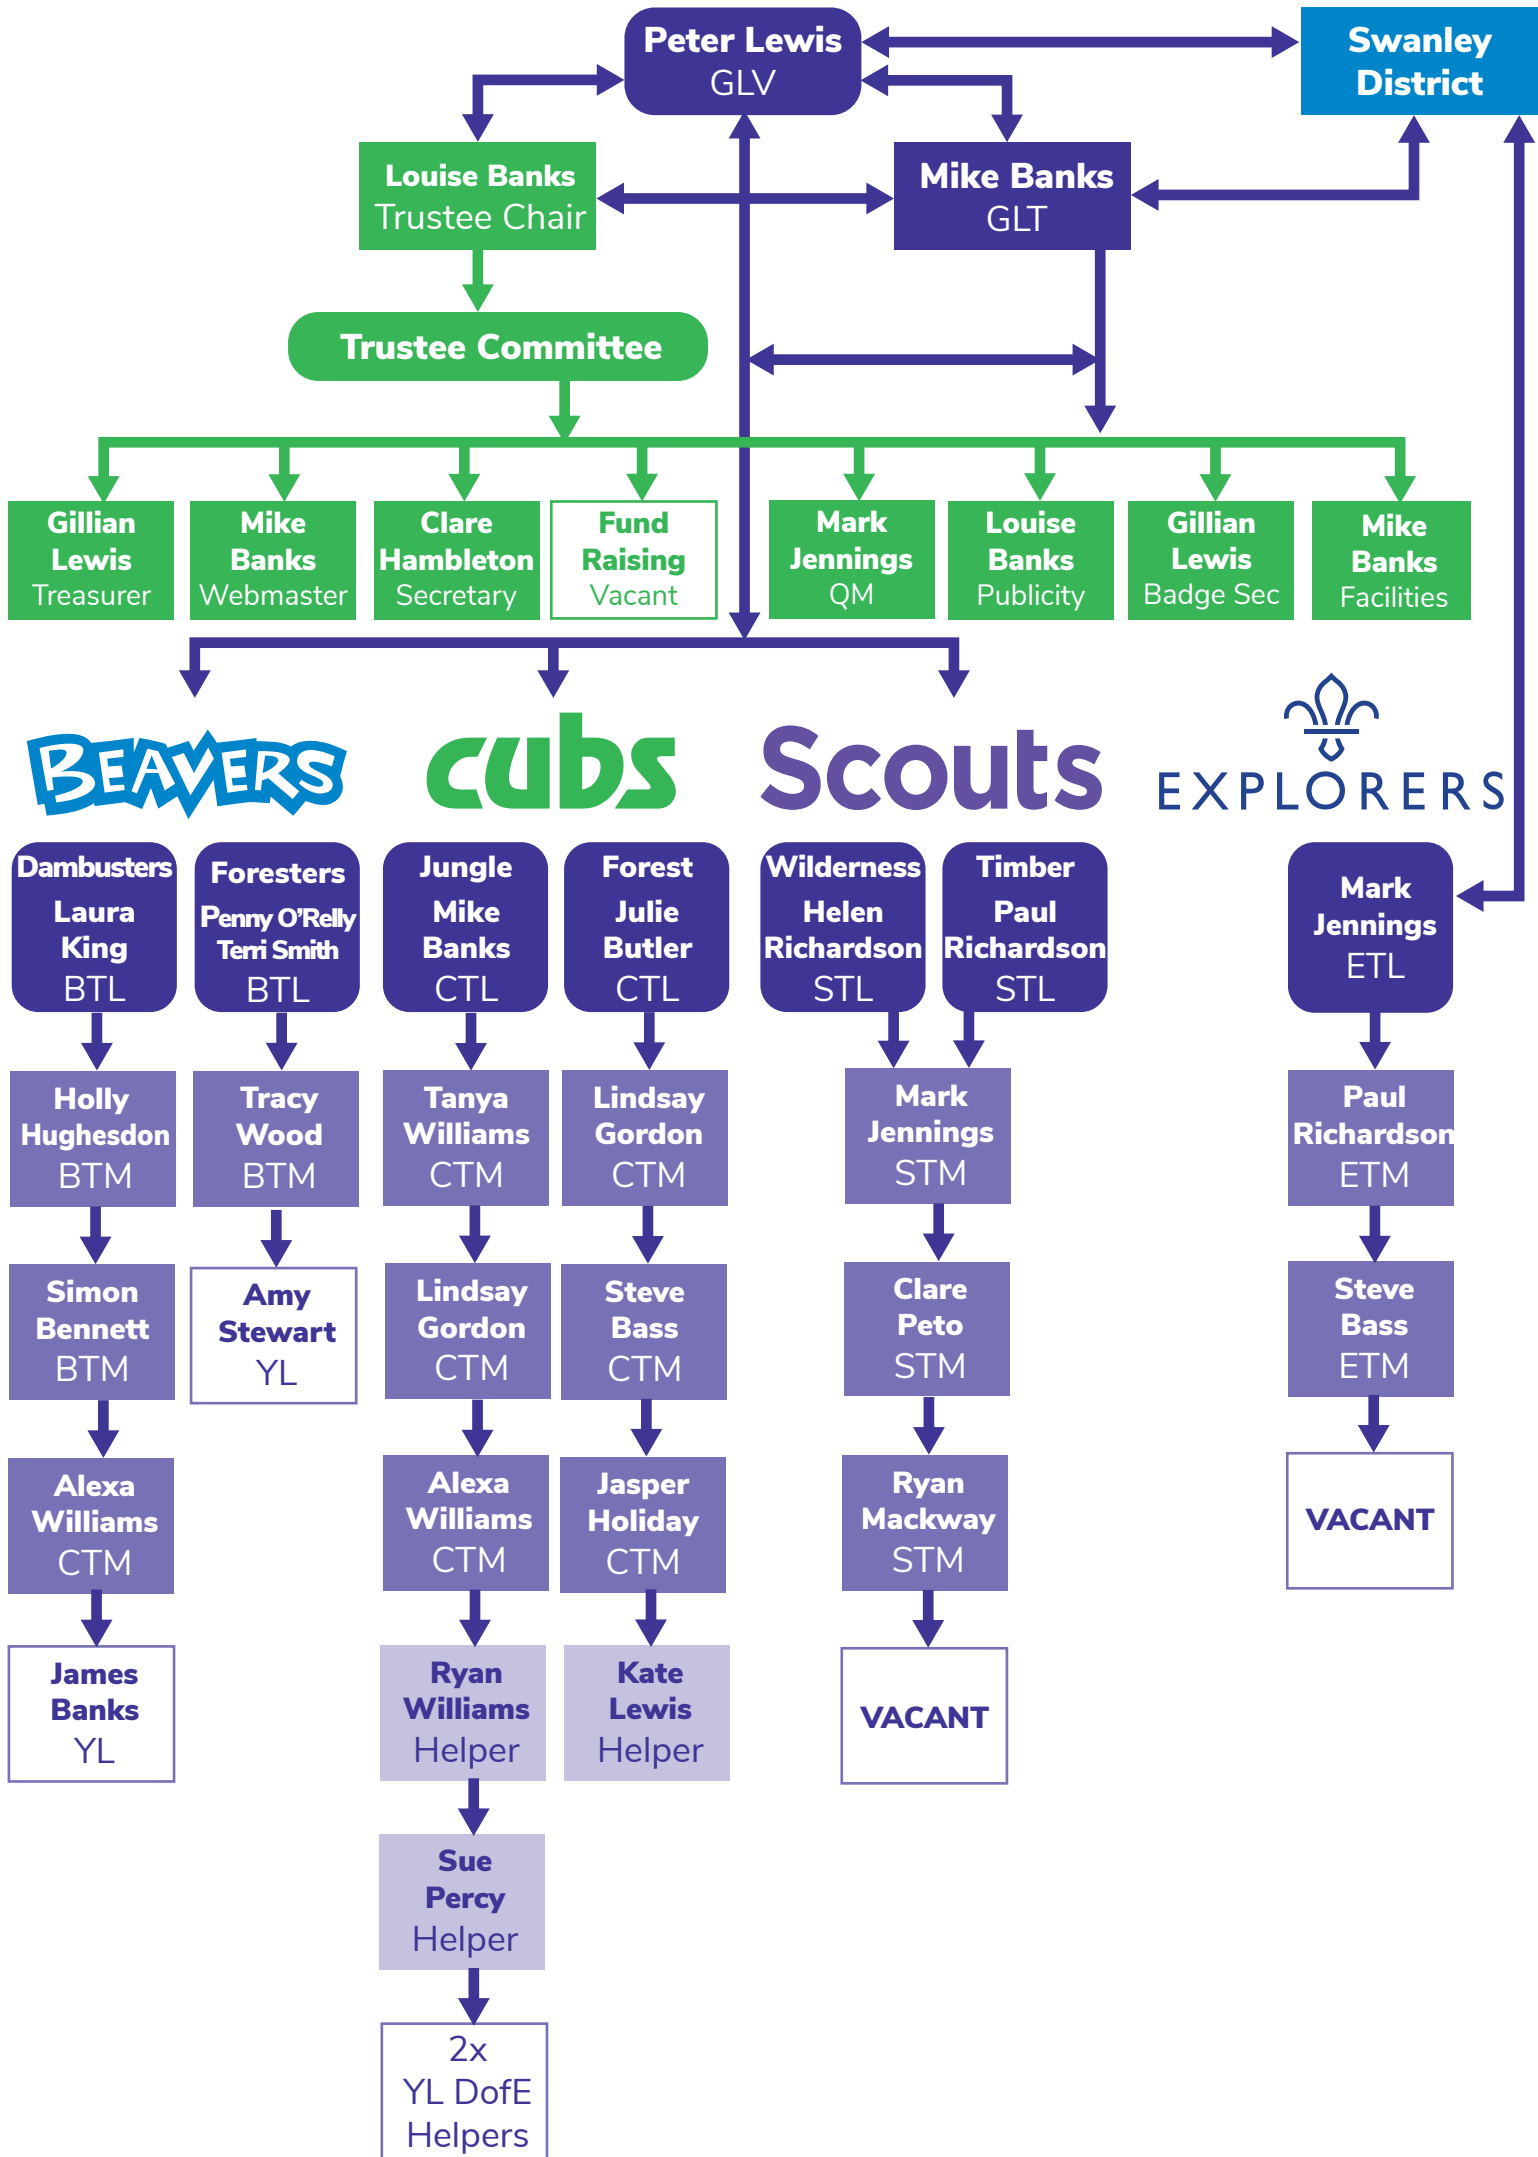 Peter Lewis
GLV
Swanley
District
Louise Banks
Trustee Chair
Mike Banks
GLT
Trustee Committee
Gillian
Lewis
Treasurer
Mike
Banks
Webmaster
Clare
Hambleton
Secretary
Fund
Raising
Vacant
Mark
Jennings
QM
Louise
Banks
Publicity
Gillian
Lewis
Badge Sec
Mike
Banks
Facilities
BEAVERS
cubs
Scouts
EXPLORERS
Dambusters
Laura
King
BTL
Foresters
Penny O'Relly
Terri Smith
BTL
Jungle
Mike
Banks
CTL
Forest
Julie
Butler
CTL
Wilderness
Helen
Richardson
STL
Timber
Paul
Richardson
STL
Mark
Jennings
ETL
Holly
Hughesdon
BTM
Tracy
Wood
BTM
Tanya
Williams
CTM
Lindsay
Gordon
CTM
Mark
Jennings
STM
Paul
Richardson
ETM
Simon
Bennett
BTM
Amy
Stewart
YL
Lindsay
Gordon
CTM
Steve
Bass
CTM
Clare
Peto
STM
Steve
Bass
ETM
Alexa
Williams
CTM
Alexa
Williams
CTM
Jasper
Holiday
CTM
Ryan
Mackway
STM
VACANT
James
Banks
YL
Ryan
Williams
Helper
Kate
Lewis
Helper
VACANT
Sue
Percy
Helper
2x
YL DofE
Helpers